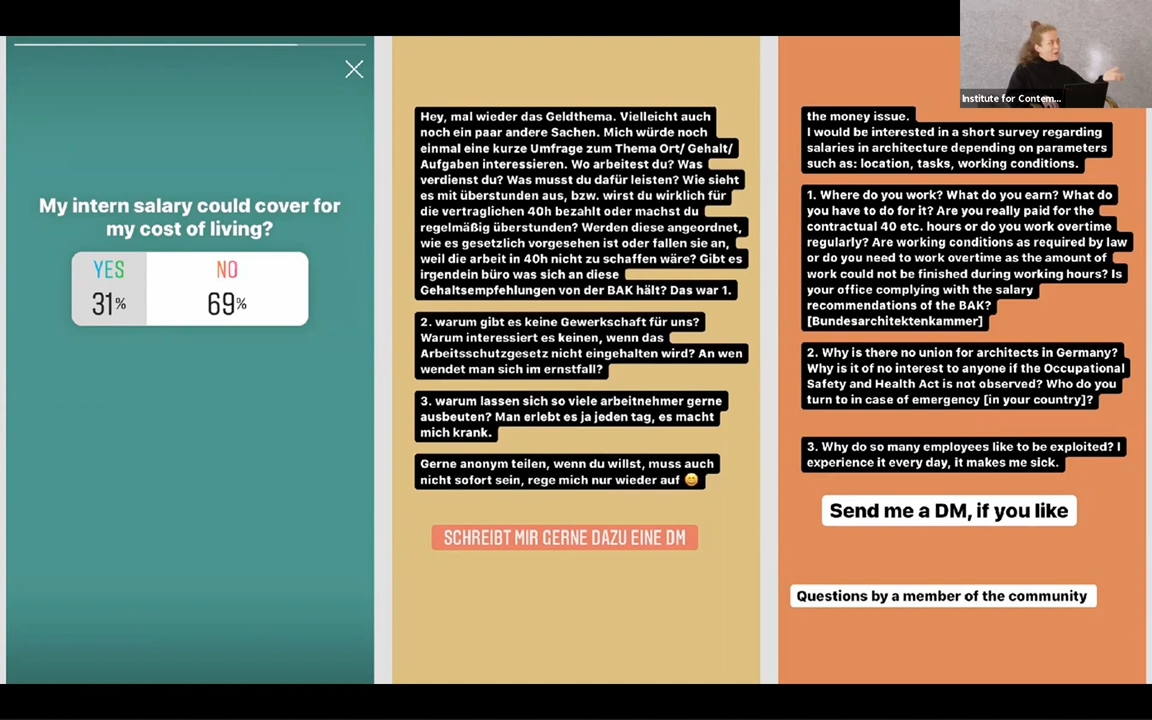 My intern salary could cover for
my cost of living?
YES
NO
31%
69%
Hey, mal wieder das Geldthema. Vielleicht auch
noch ein paar andere Sachen. Mich würde noch
einmal eine kurze Umfrage zum Thema Ort/ Gehalt/
Aufgaben interessieren. Wo arbeitest du? Was
verdienst du? Was musst du dafür leisten? Wie sieht
es mit überstunden aus, bzw. wirst du wirklich für
die vertraglichen 40h bezahlt oder machst du
regelmäßig überstunden? Werden diese angeordnet,
wie es gesetzlich vorgesehen ist oder fallen sie an,
weil die arbeit in 40h nicht zu schaffen wäre? Gibt es
irgendein büro was sich an diese
Gehaltsempfehlungen von der BAK hält? Das war 1.
2. warum gibt es keine Gewerkschaft für uns?
Warum interessiert es keinen, wenn das
Arbeitsschutzgesetz nicht eingehalten wird? An wen
wendet man sich im ernstfall?
3. warum lassen sich so viele arbeitnehmer gerne
ausbeuten? Man erlebt es ja jeden tag, es macht
mich krank.
Gerne anonym teilen, wenn du willst, muss auch
nicht sofort sein, rege mich nur wieder auf 😊
SCHREIBT MIR GERNE DAZU EINE DM
Institute for Contem...
the money issue.
I would be interested in a short survey regarding
salaries in architecture depending on parameters
such as: location, tasks, working conditions.
1. Where do you work? What do you earn? What do
you have to do for it? Are you really paid for the
contractual 40 etc. hours or do you work overtime
regularly? Are working conditions as required by law
or do you need to work overtime as the amount of
work could not be finished during working hours? Is
your office complying with the salary
recommendations of the BAK?
[Bundesarchitektenkammer]
2. Why is there no union for architects in Germany?
Why is it of no interest to anyone if the Occupational
Safety and Health Act is not observed? Who do you
turn to in case of emergency [in your country]?
3. Why do so many employees like to be exploited? I
experience it every day, it makes me sick.
Send me a DM, if you like
Questions by a member of the community